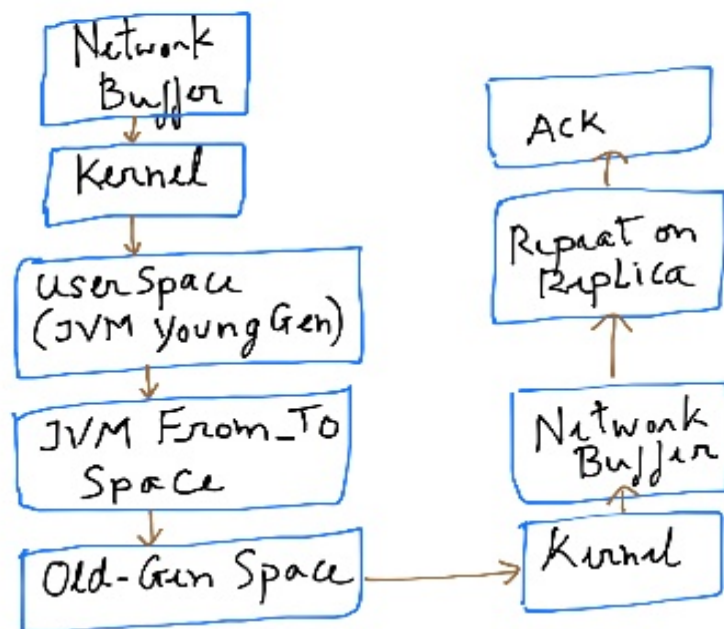 Network
Buffer
Kernel
UserSpace
(JVM YoungGen)
JVM From_To
Space
Old-Gen Space
Kernel
Network
Buffer
Repeat on
Replica
Ack